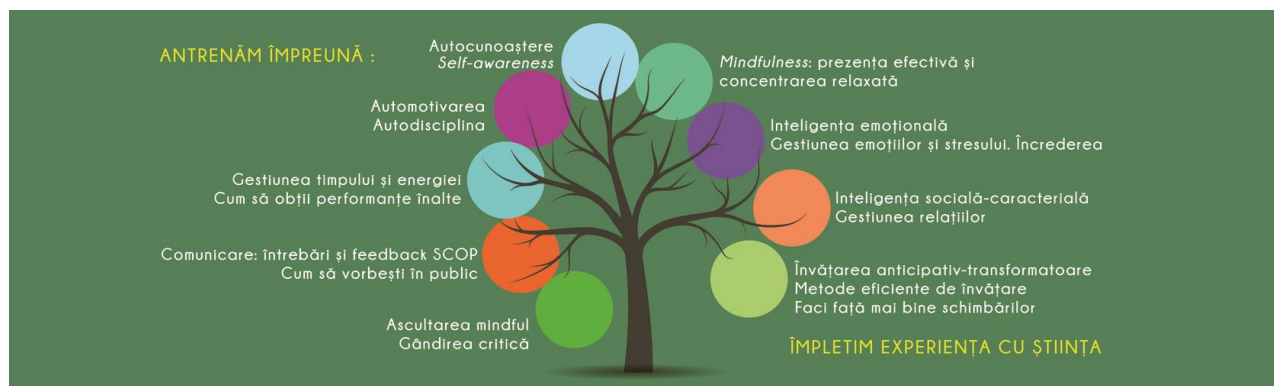 ANTRENĂM ÎMPREUNĂ :
Autocunoaștere
Self-awareness
Automotivarea
Autodisciplina
Gestiunea timpului și energiei
Cum să obții performanțe înalte
Comunicare: întrebări și feedback SCOP
Cum să vorbești în public
Ascultarea mindful
Gândirea critică
Mindfulness: prezența efectivă și
concentrarea relaxată
Inteligența emoțională
Gestiunea emoțiilor și stresului. Încrederea
Inteligența socială-caracterială
Gestiunea relațiilor
Învățarea anticipativ-transformatoare
Metode eficiente de învățare
Faci față mai bine schimbărilor
ÎMPLETIM EXPERIENȚA CU ȘTIINȚA